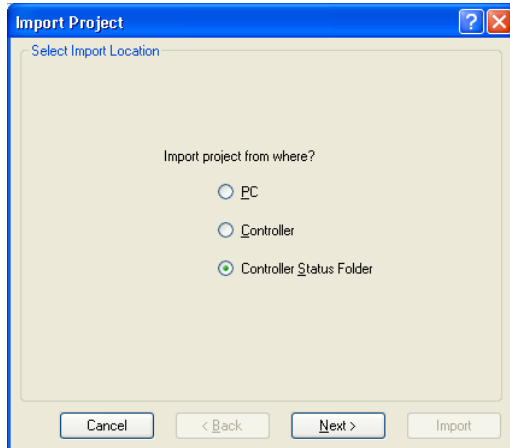 Import Project
Select Import Location
Import project from where?
PC
Controller
Controller Status Folder
Cancel < Back Next > Import